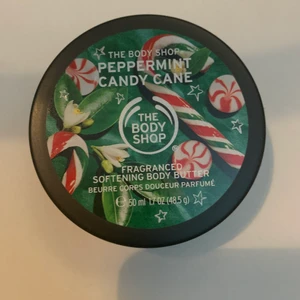 THE BODY SHOP®
PEPPERMINT
CANDY CANE
THE
BODY
SHOP
®
FRAGRANCED
SOFTENING BODY BUTTER
BEURRE CORPS DOUCEUR PARFUMÉ
℮ 50 ml 1.7 OZ (48.5 g)